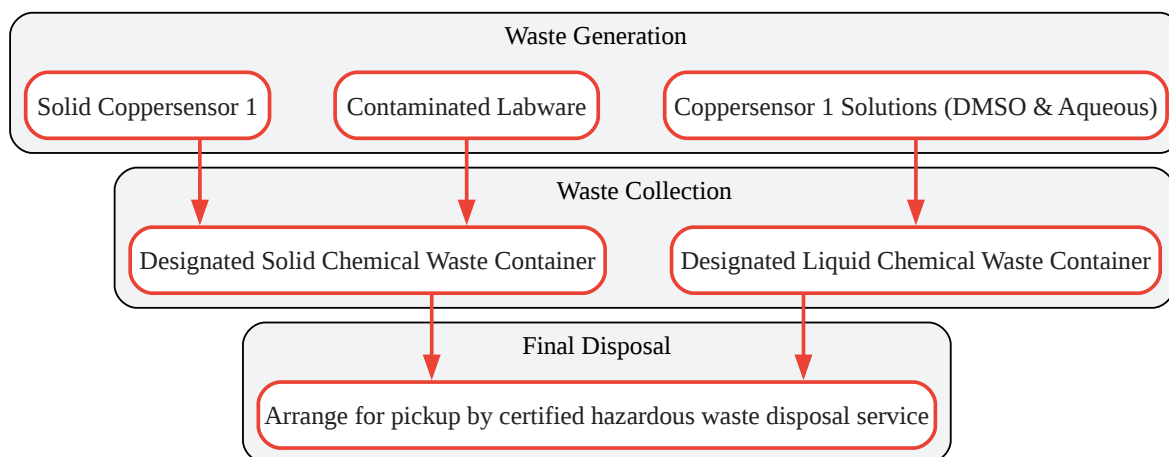 Waste Generation
Solid Coppersensor 1
Contaminated Labware
Coppersensor 1 Solutions (DMSO & Aqueous)
Waste Collection
Designated Solid Chemical Waste Container
Designated Liquid Chemical Waste Container
Final Disposal
Arrange for pickup by certified hazardous waste disposal service